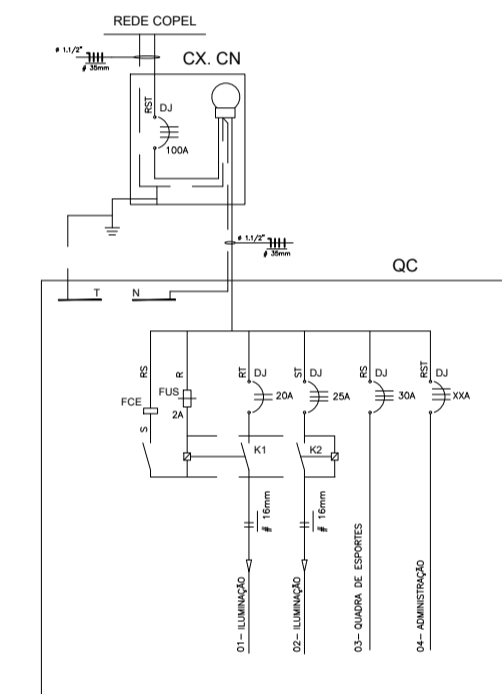 REDE COPEL
ø 1.1/2"
# 35mm
CX. CN
RST
DJ
100A
ø 1.1/2"
# 35mm
QC
T
N
RS
R
RT
DJ
ST
DJ
RS
DJ
RST
DJ
FCE
FUS
2A
20A
25A
30A
XXA
S
K1
K2
# 16mm
# 16mm
01- ILUMINAÇÃO
02- ILUMINAÇÃO
03- QUADRA DE ESPORTES
04- ADMINISTRAÇÃO